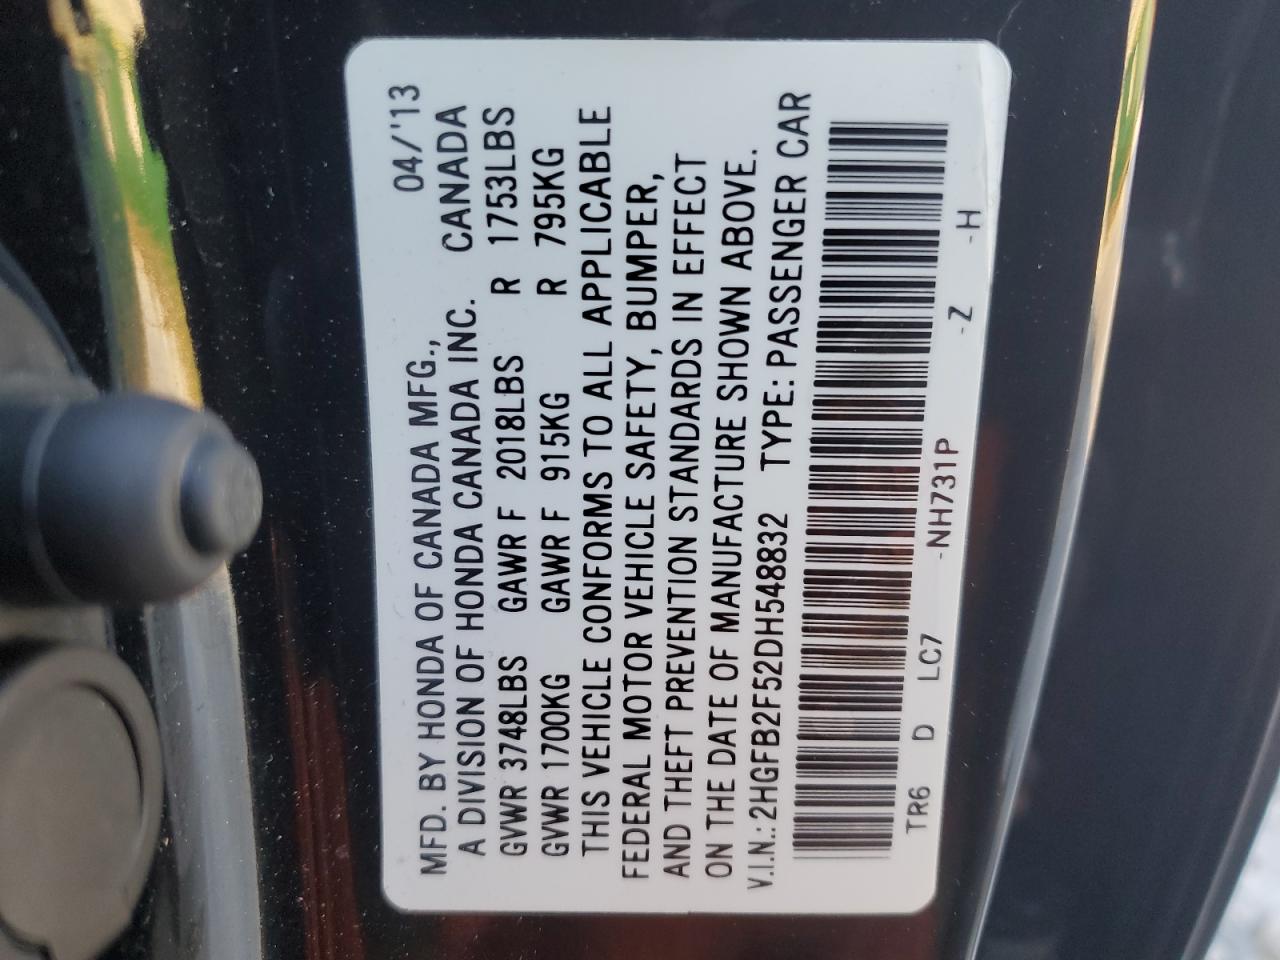 MFD. BY HONDA OF CANADA MFG., 04/'13
A DIVISION OF HONDA CANADA INC. CANADA
GVWR 3748LBS GAWR F 2018LBS R 1753LBS
GVWR 1700KG GAWR F 915KG R 795KG
THIS VEHICLE CONFORMS TO ALL APPLICABLE
FEDERAL MOTOR VEHICLE SAFETY, BUMPER,
AND THEFT PREVENTION STANDARDS IN EFFECT
ON THE DATE OF MANUFACTURE SHOWN ABOVE.
V.I.N.: 2HGFB2F52DH548832 TYPE: PASSENGER CAR
TR6 D LC7 -NH731P -Z -H